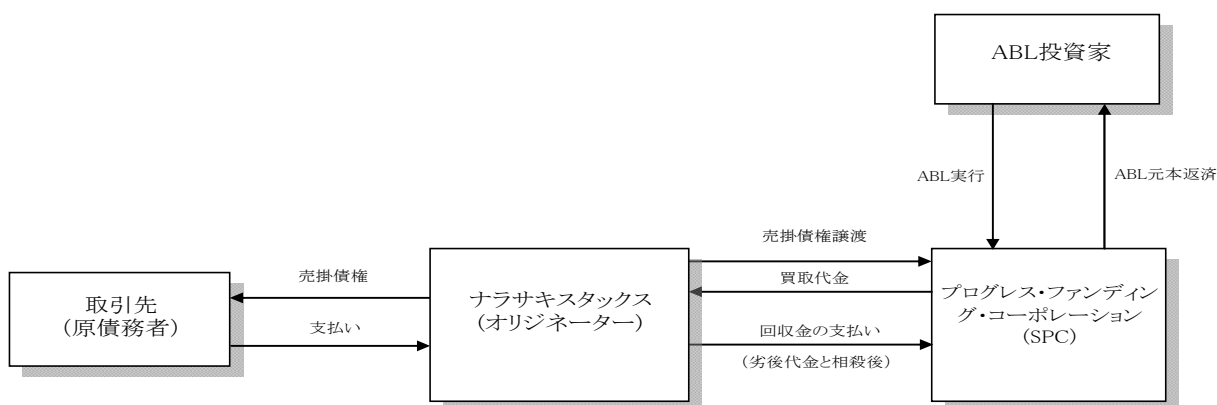 ABL投資家
ABL実行
ABL元本返済
売掛債権譲渡
買取代金
回収金の支払い
(劣後代金と相殺後)
売掛債権
支払い
取引先
(原債務者)
ナラサキスタックス
(オリジネーター)
プログレス・ファンディン
グ・コーポレーション
(SPC)